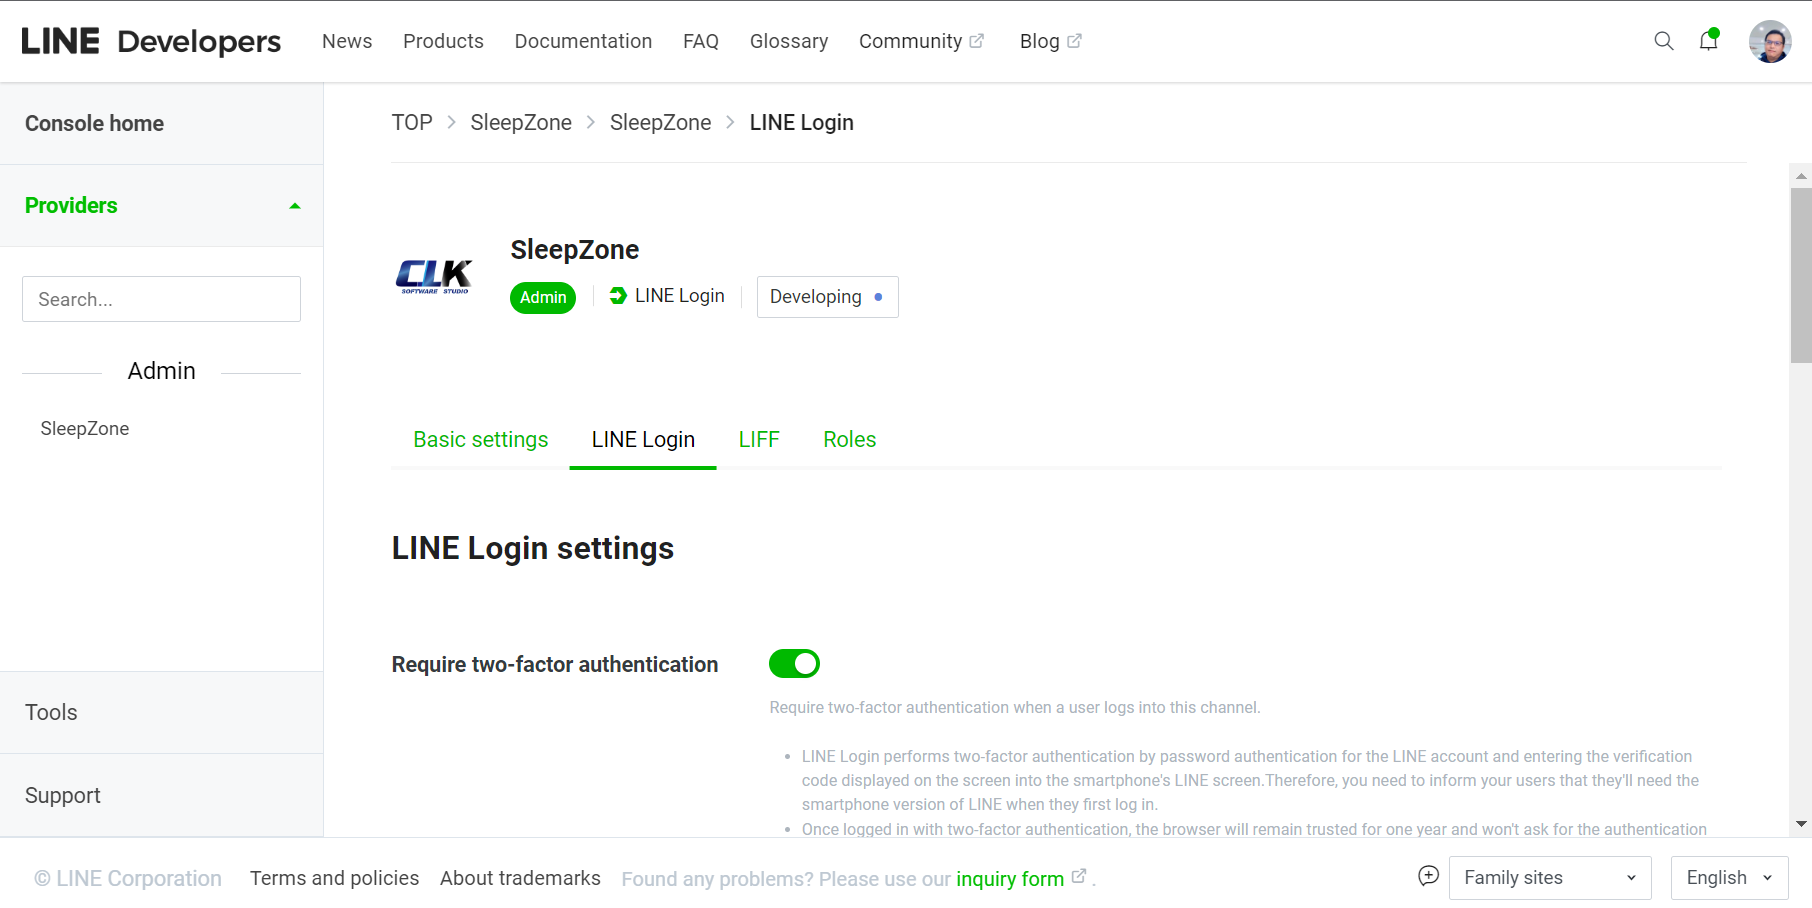 LINE Developers
News
Products
Documentation
FAQ
Glossary
Community
Blog
Console home
Providers
Search...
Admin
SleepZone
Tools
Support
TOP > SleepZone > SleepZone > LINE Login
CLK
SOFTWARE STUDIO
SleepZone
Admin
LINE Login
Developing
Basic settings
LINE Login
LIFF
Roles
LINE Login settings
Require two-factor authentication
Require two-factor authentication when a user logs into this channel.
• LINE Login performs two-factor authentication by password authentication for the LINE account and entering the verification
code displayed on the screen into the smartphone's LINE screen.Therefore, you need to inform your users that they'll need the
smartphone version of LINE when they first log in.
• Once logged in with two-factor authentication, the browser will remain trusted for one year and won't ask for the authentication
© LINE Corporation
Terms and policies
About trademarks
Found any problems? Please use our inquiry form .
Family sites
English